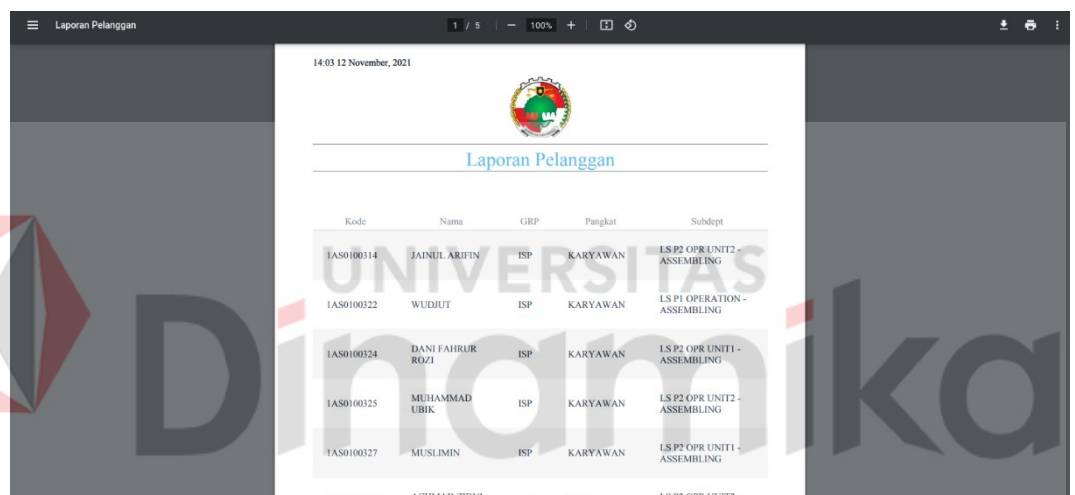 Laporan Pelanggan 1 / 5 100%
14:03 12 November, 2021
Laporan Pelanggan
Kode Nama GRP Pangkat Subdept
1AS0100314 JAINUL ARIFIN ISP KARYAWAN LS P2 OPR UNIT2 -
ASSEMBLING
1AS0100322 WUDJUT ISP KARYAWAN LS P1 OPERATION -
ASSEMBLING
1AS0100324 DANI FAHRUR ISP KARYAWAN LS P2 OPR UNIT1 -
ROZI ASSEMBLING
1AS0100325 MUHAMMAD ISP KARYAWAN LS P2 OPR UNIT2 -
UBIK ASSEMBLING
1AS0100327 MUSLIMIN ISP KARYAWAN LS P2 OPR UNIT1 -
ASSEMBLING
UNIVERSITAS
Dinamika